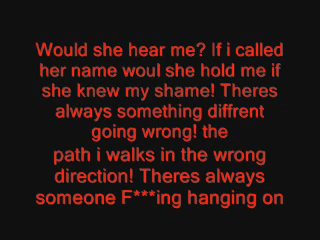 Would she hear me? If i called
her name woul she hold me if
she knew my shame! Theres
always something diffrent
going wrong! the
path i walks in the wrong
direction! Theres always
someone F***ing hanging on